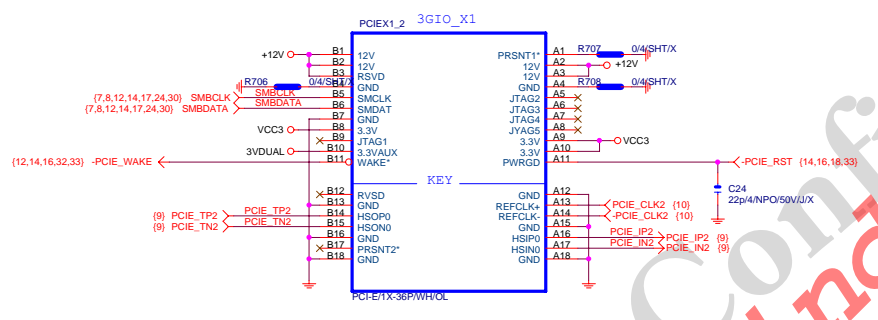 PCIEX1_2 3GIO_X1
+12V B1 12V PRSNT1* A1 R707 0/4/SHT/X
B2 12V 12V A2 +12V
B3 RSVD 12V A3
R706 0/4/SHT/X GND GND A4 R708 0/4/SHT/X
{7,8,12,14,17,24,30} SMBCLK SMBCLK B5 SMCLK JTAG2 A5
{7,8,12,14,17,24,30} SMBDATA SMBDATA B6 SMDAT JTAG3 A6
B7 GND JTAG4 A7
VCC3 B8 3.3V JYAG5 A8
B9 JTAG1 3.3V A9 VCC3
3VDUAL B10 3.3VAUX 3.3V A10
{12,14,16,32,33} -PCIE_WAKE B11 WAKE* PWRGD A11 -PCIE_RST {14,16,18.33}
KEY
C24
22p/4/NPO/50V/J/X
B12 RVSD GND A12
B13 GND REFCLK+ A13 PCIE_CLK2 {10}
{9} PCIE_TP2 PCIE_TP2 B14 HSOP0 REFCLK- A14 -PCIE_CLK2 {10}
{9} PCIE_TN2 PCIE_TN2 B15 HSON0 GND A15
B16 GND HSIP0 A16 PCIE_IP2 PCIE_IP2 {9}
B17 PRSNT2* HSIN0 A17 PCIE_IN2 PCIE_IN2 {9}
B18 GND GND A18
PCI-E/1X-36P/WH/OL